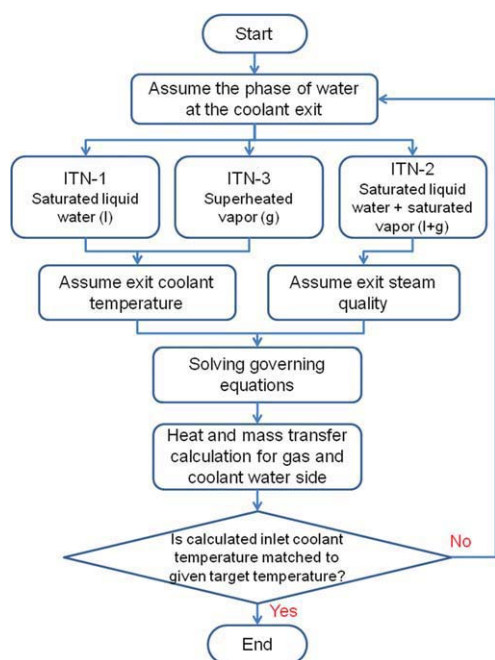 Start
Assume the phase of water
at the coolant exit
ITN-1
Saturated liquid
water (l)
ITN-3
Superheated
vapor (g)
ITN-2
Saturated liquid
water + saturated
vapor (l+g)
Assume exit coolant
temperature
Assume exit steam
quality
Solving governing
equations
Heat and mass transfer
calculation for gas and
coolant water side
Is calculated inlet coolant
temperature matched to
given target temperature?
No
Yes
End